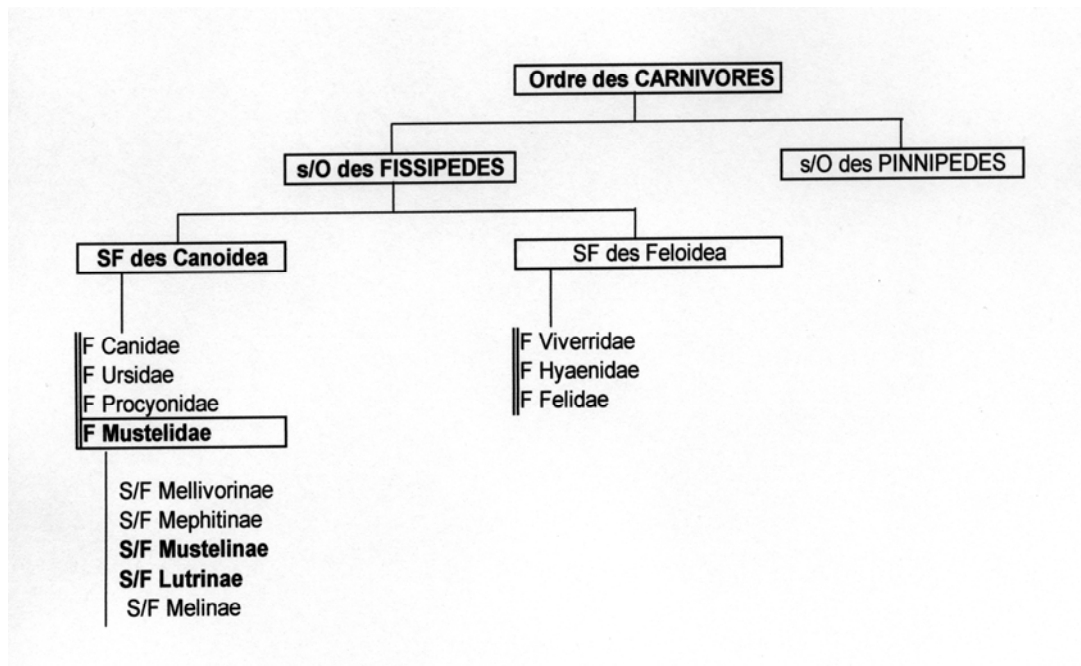 Ordre des CARNIVORES
s/O des FISSIPEDES
s/O des PINNIPEDES
SF des Canoidea
SF des Feloidea
F Canidae
F Ursidae
F Procyonidae
F Mustelidae
F Viverridae
F Hyaenidae
F Felidae
S/F Mellivorinae
S/F Mephitinae
S/F Mustelinae
S/F Lutrinae
S/F Melinae